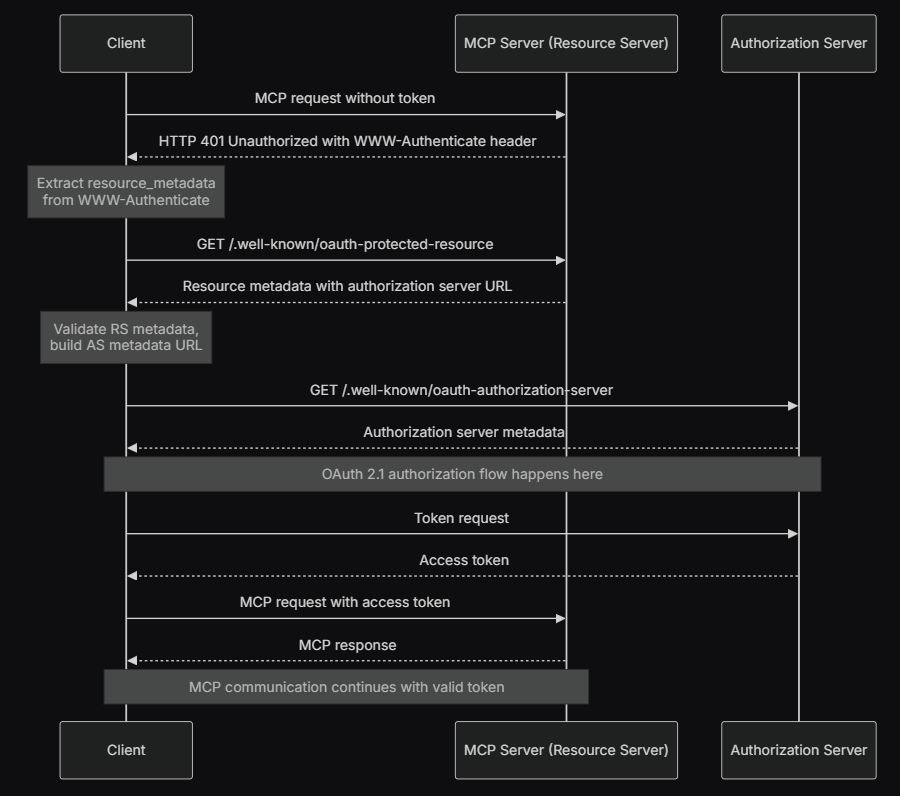 Client
MCP Server (Resource Server)
Authorization Server
MCP request without token
HTTP 401 Unauthorized with WWW-Authenticate header
Extract resource_metadata
from WWW-Authenticate
GET /.well-known/oauth-protected-resource
Resource metadata with authorization server URL
Validate RS metadata,
build AS metadata URL
GET /.well-known/oauth-authorization-server
Authorization server metadata
OAuth 2.1 authorization flow happens here
Token request
Access token
MCP request with access token
MCP response
MCP communication continues with valid token
Client
MCP Server (Resource Server)
Authorization Server